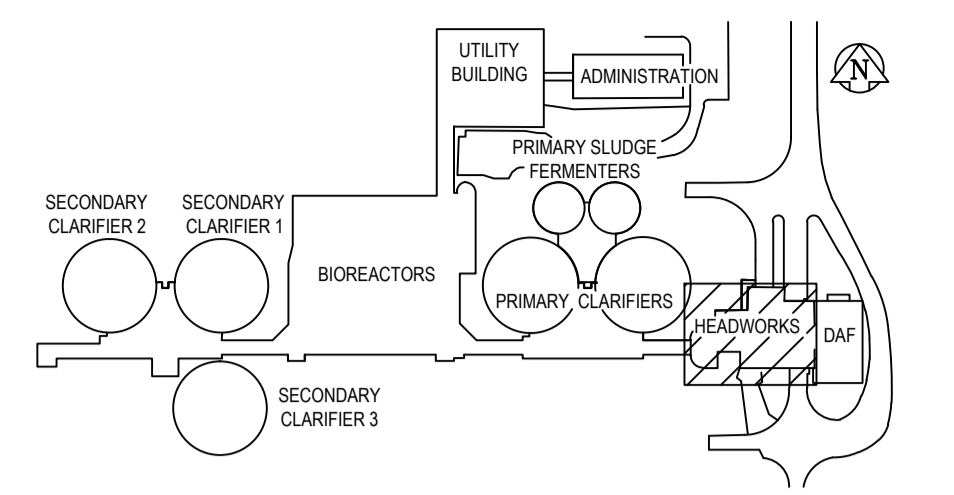 UTILITY
BUILDING
ADMINISTRATION
N
PRIMARY SLUDGE
FERMENTERS
SECONDARY
CLARIFIER 2
SECONDARY
CLARIFIER 1
BIOREACTORS
PRIMARY CLARIFIERS
HEADWORKS
DAF
SECONDARY
CLARIFIER 3